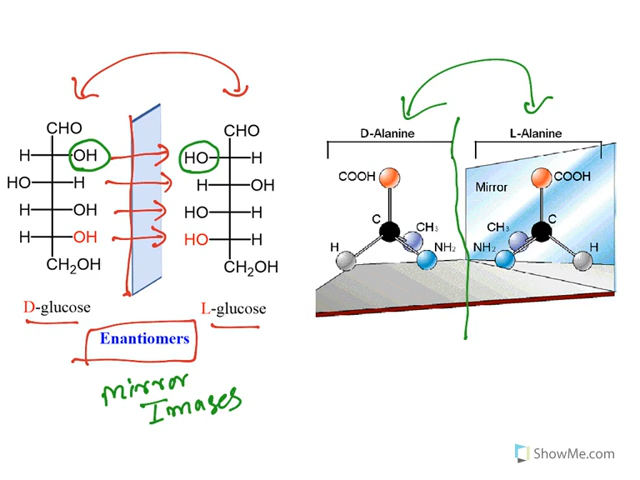 CHO
H OH
HO H
H OH
H OH
CH₂OH
D-glucose
CHO
HO H
H OH
HO H
HO H
CH₂OH
L-glucose
Enantiomers
Mirror
Images
D-Alanine
COOH
C
CH₃
H
NH₂
L-Alanine
Mirror
COOH
C
CH₃
NH₂
H
ShowMe.com